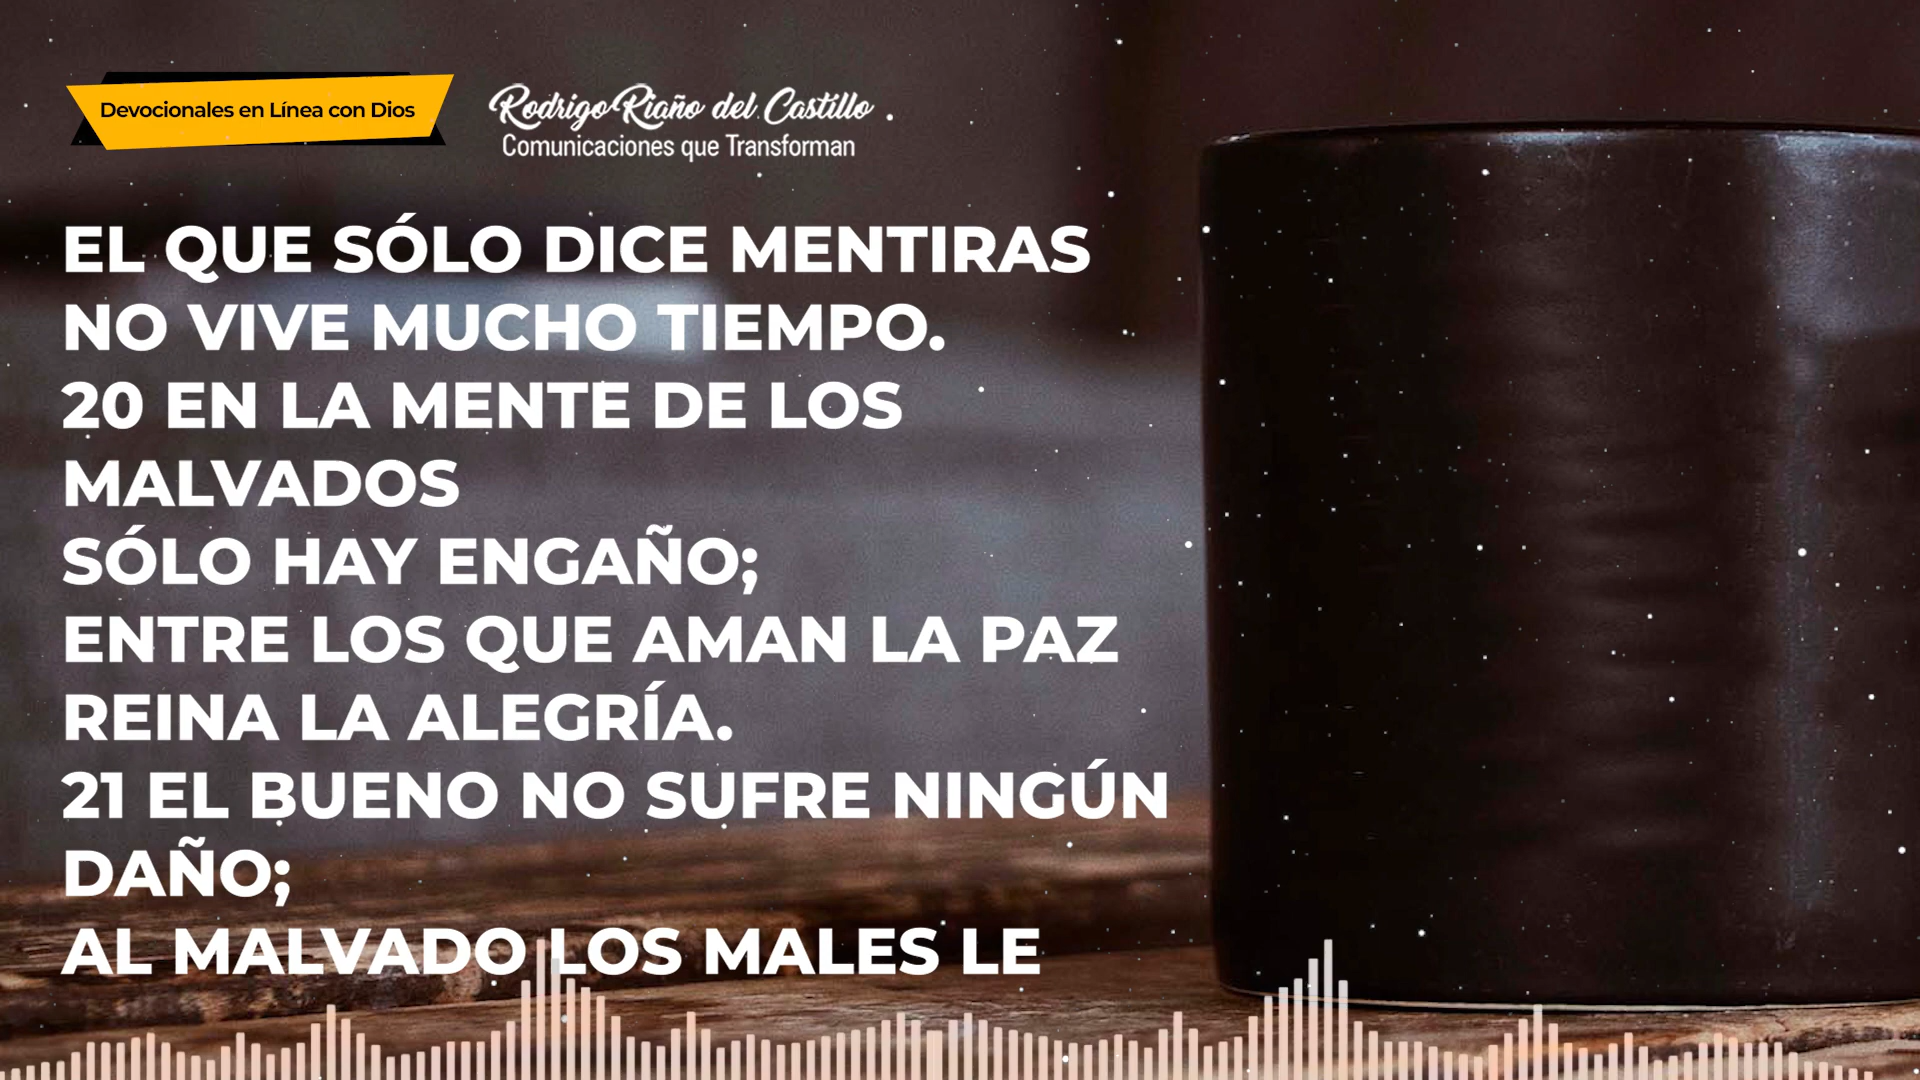 Devocionales en Línea con Dios
Rodrigo Riaño del Castillo
Comunicaciones que Transforman
EL QUE SÓLO DICE MENTIRAS
NO VIVE MUCHO TIEMPO.
20 EN LA MENTE DE LOS
MALVADOS
SÓLO HAY ENGAÑO;
ENTRE LOS QUE AMAN LA PAZ
REINA LA ALEGRÍA.
21 EL BUENO NO SUFRE NINGÚN
DAÑO;
AL MALVADO LOS MALES LE